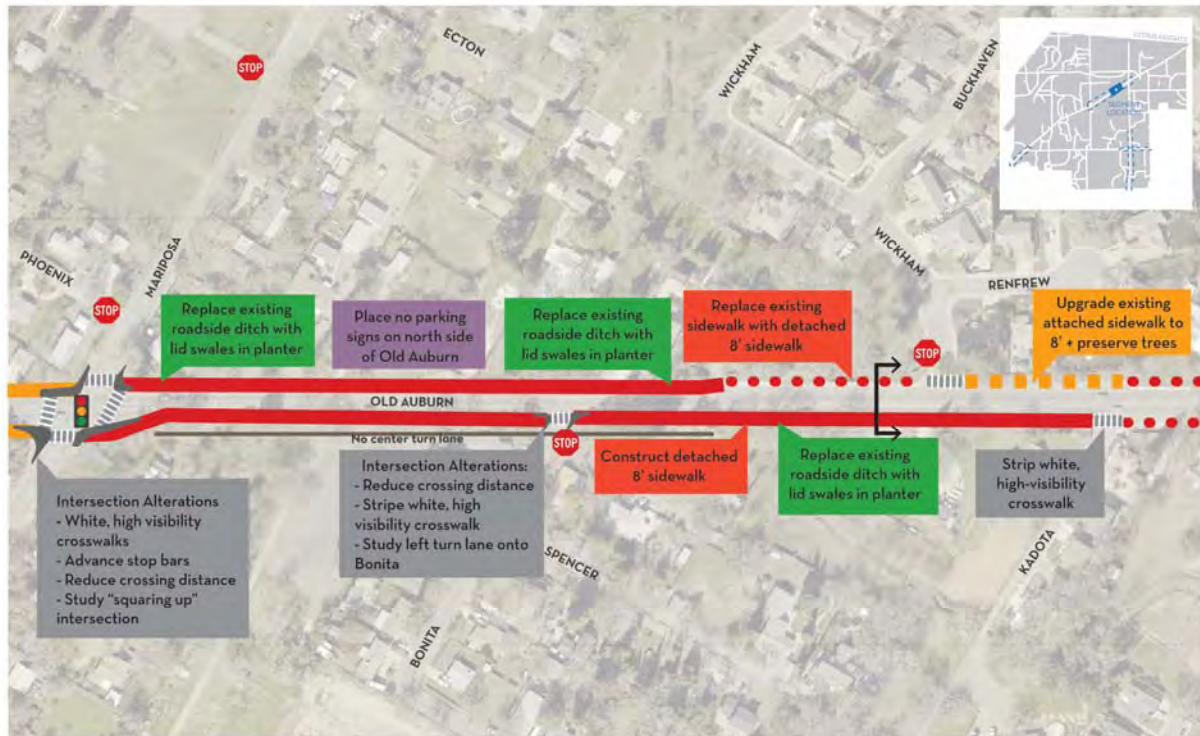 CITRUS HEIGHTS
SEGMENT
LOCATION
STOP
ECTON
WICKHAM
BUCKHAVEN
PHOENIX
MARIPOSA
WICKHAM
RENFREW
STOP
Replace existing
roadside ditch with
lid swales in planter
Place no parking
signs on north side
of Old Auburn
Replace existing
roadside ditch with
lid swales in planter
Replace existing
sidewalk with detached
8' sidewalk
STOP
Upgrade existing
attached sidewalk to
8' + preserve trees
OLD AUBURN
No center turn lane
STOP
Intersection Alterations
- White, high visibility
crosswalks
- Advance stop bars
- Reduce crossing distance
- Study "squaring up"
intersection
Intersection Alterations:
- Reduce crossing distance
- Stripe white, high
visibility crosswalk
- Study left turn lane onto
Bonita
Construct detached
8' sidewalk
Replace existing
roadside ditch with
lid swales in planter
Strip white,
high-visibility
crosswalk
SPENCER
BONITA
KADOTA